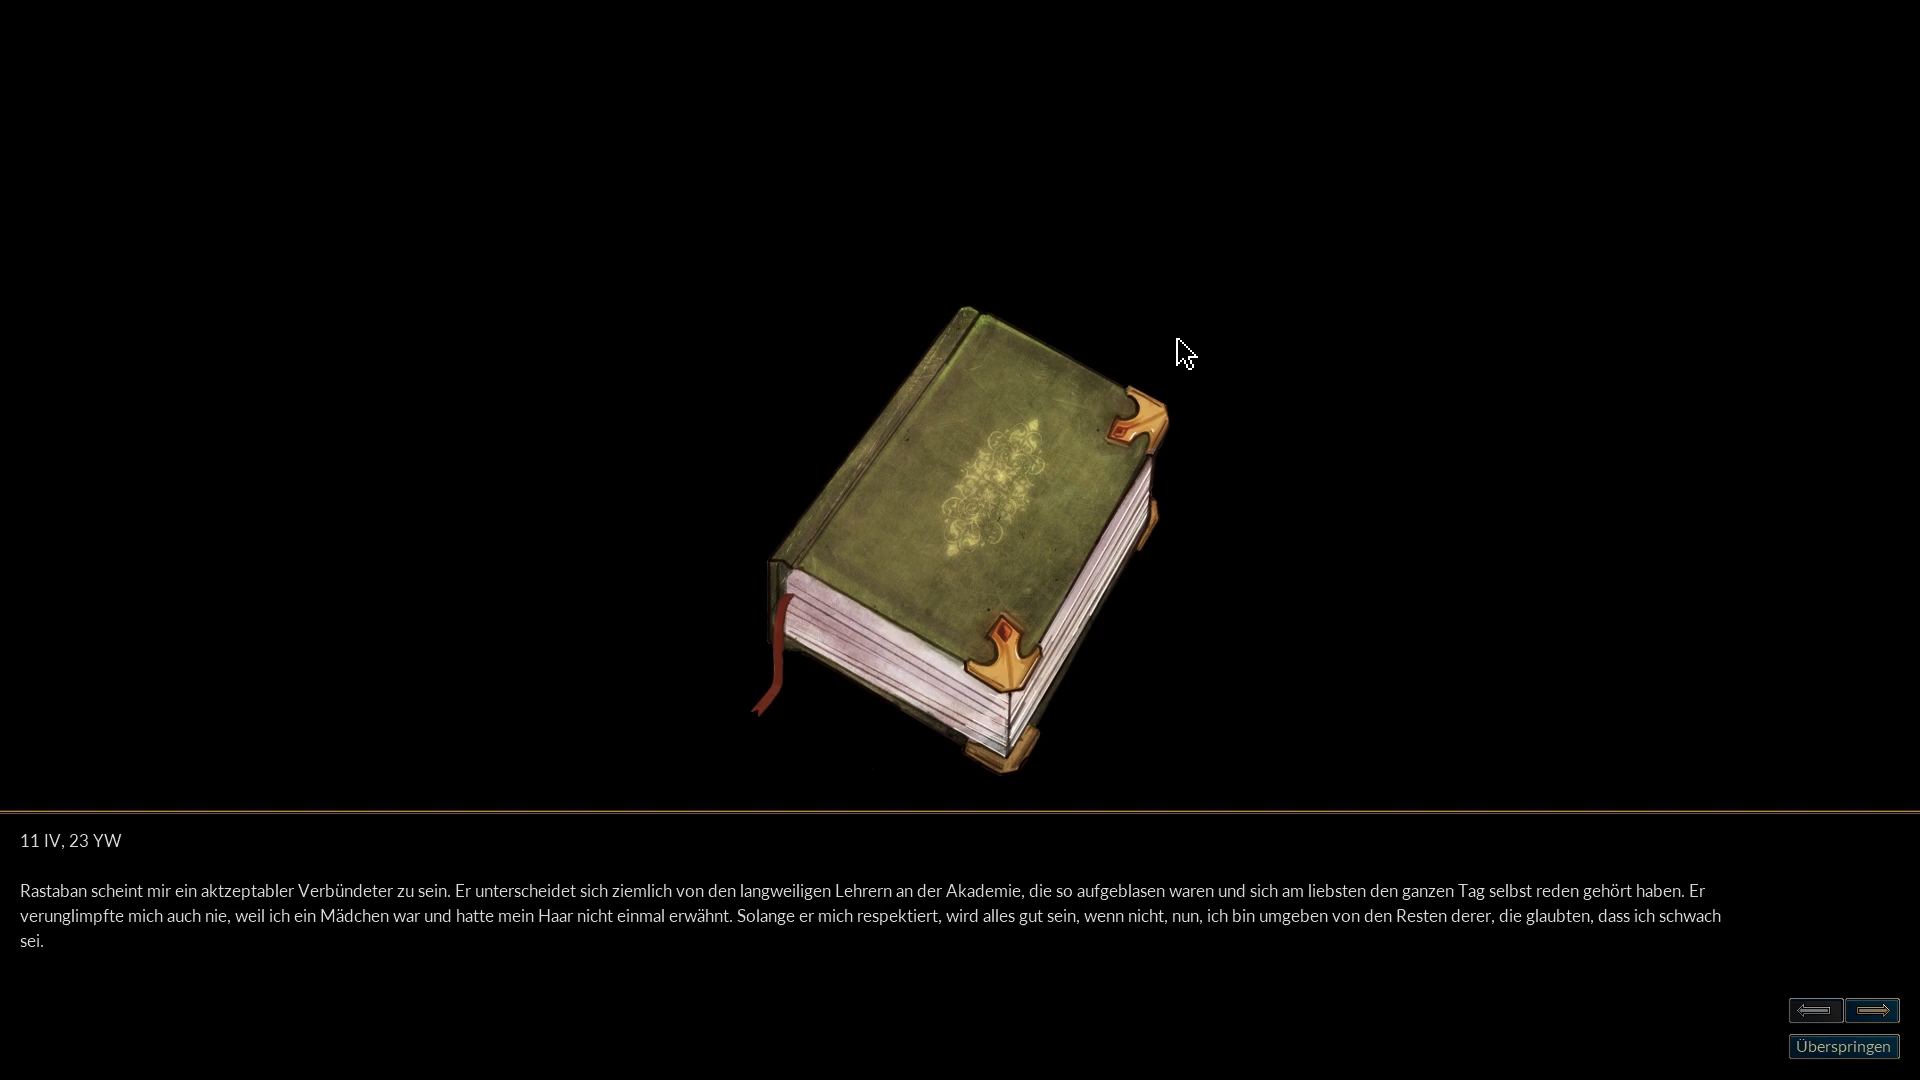 11 IV, 23 YW
Rastaban scheint mir ein aktzeptabler Verbündeter zu sein. Er unterscheidet sich ziemlich von den langweiligen Lehrern an der Akademie, die so aufgeblasen waren und sich am liebsten den ganzen Tag selbst reden gehört haben. Er
verunglimpfte mich auch nie, weil ich ein Mädchen war und hatte mein Haar nicht einmal erwähnt. Solange er mich respektiert, wird alles gut sein, wenn nicht, nun, ich bin umgeben von den Resten derer, die glaubten, dass ich schwach
sei.
Überspringen